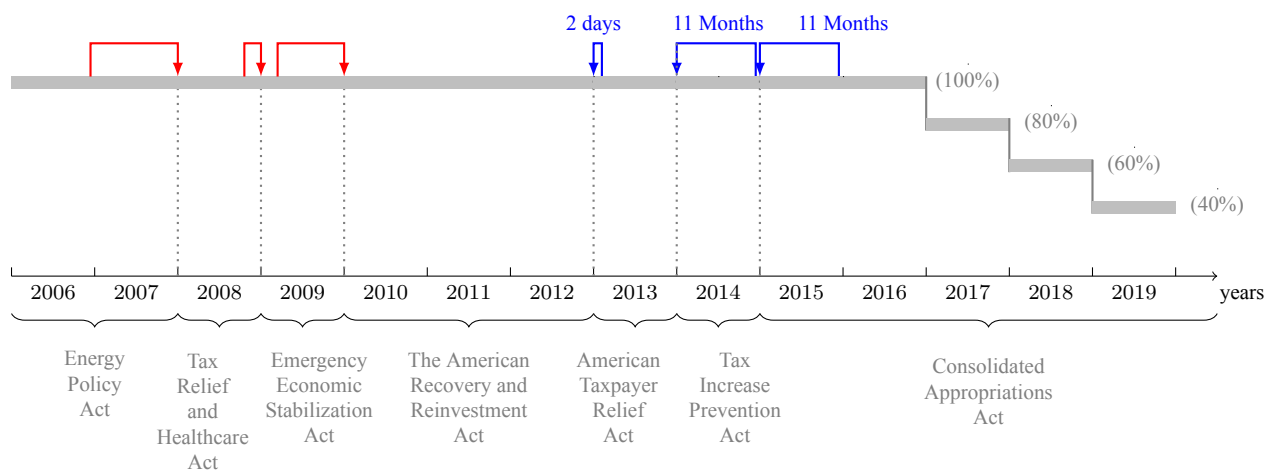 2 days
11 Months
11 Months
(100%)
(80%)
(60%)
(40%)
2006
2007
2008
2009
2010
2011
2012
2013
2014
2015
2016
2017
2018
2019
years
Energy
Policy
Act
Tax
Relief
and
Healthcare
Act
Emergency
Economic
Stabilization
Act
The American
Recovery and
Reinvestment
Act
American
Taxpayer
Relief
Act
Tax
Increase
Prevention
Act
Consolidated
Appropriations
Act